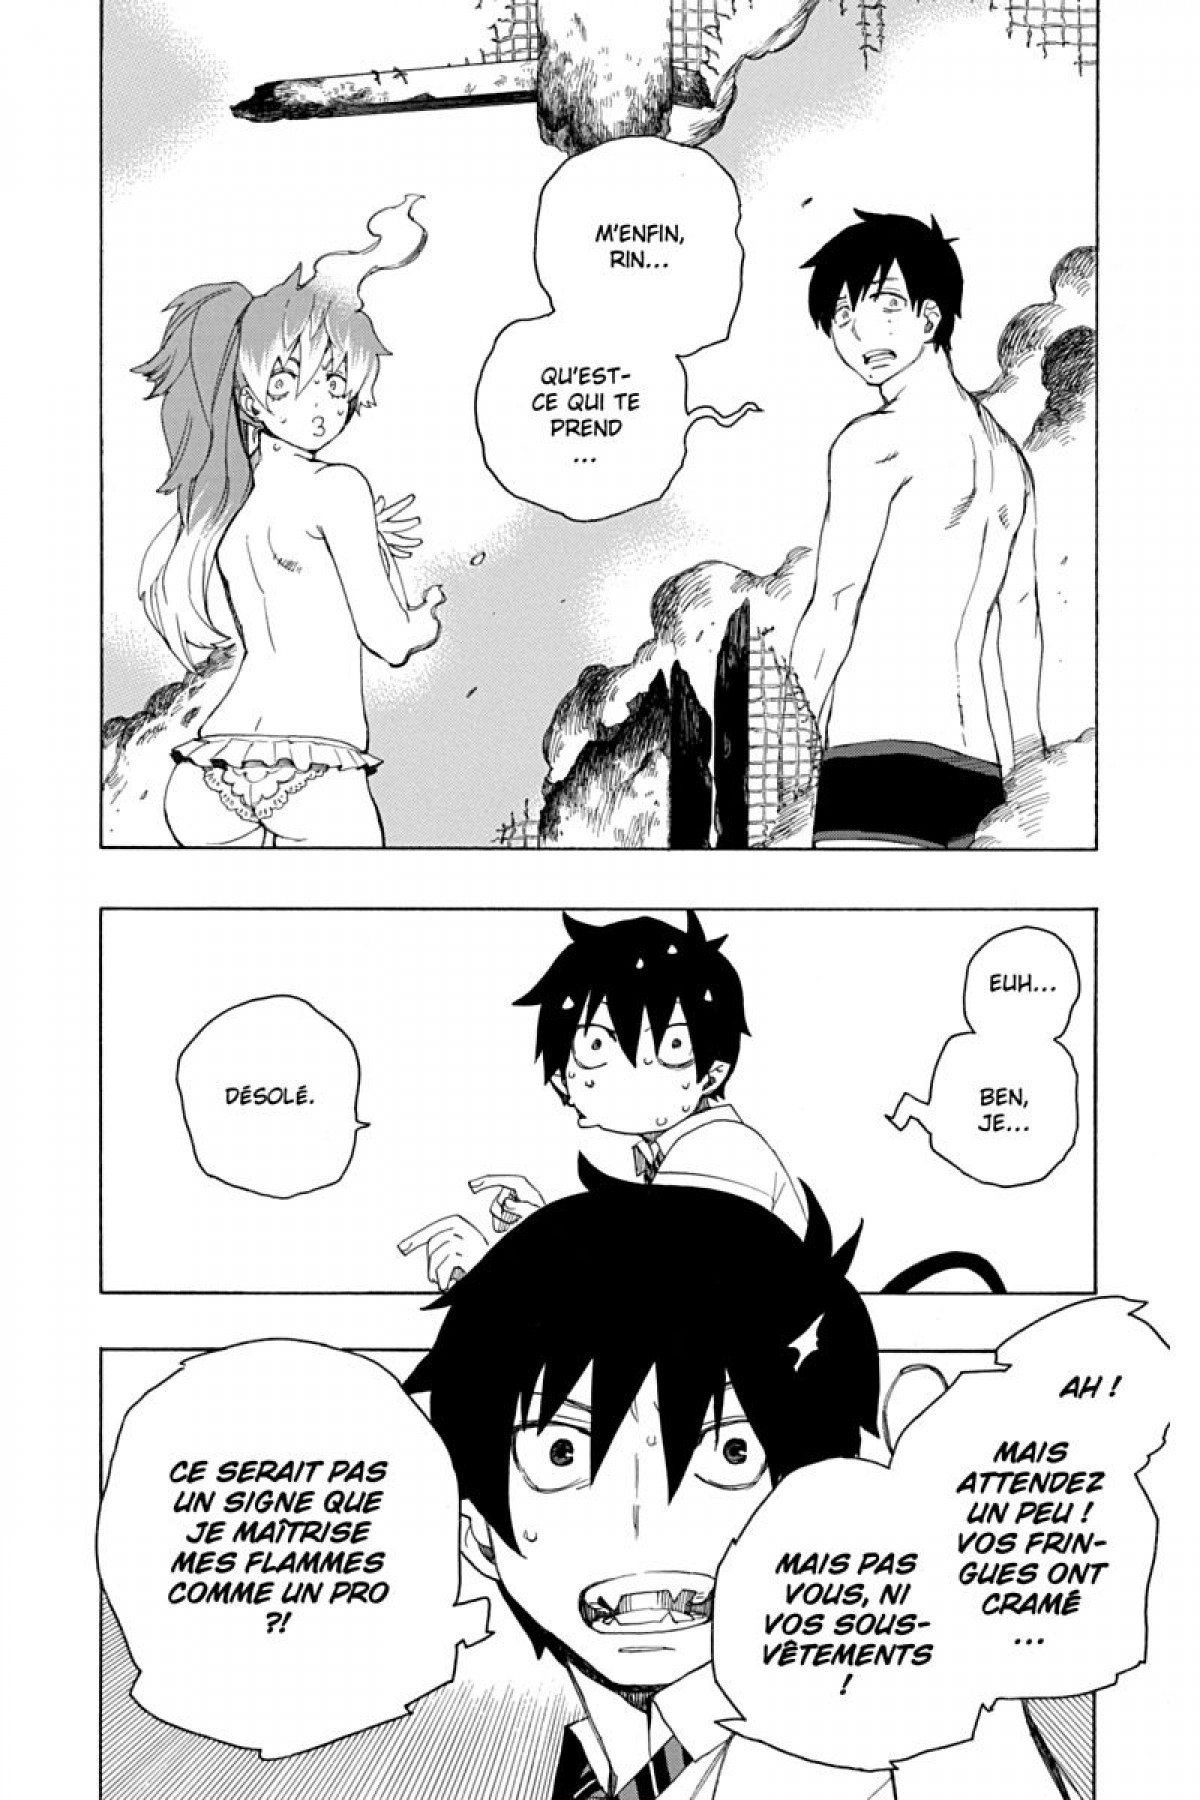 M'ENFIN,
RIN...
QU'EST-
CE QUI TE
PREND
...
EUH...
BEN,
JE...
DÉSOLÉ.
AH !
MAIS
ATTENDEZ
UN PEU !
VOS FRIN-
GUES ONT
CRAMÉ
...
MAIS PAS
VOUS, NI
VOS SOUS-
VÊTEMENTS
!
CE SERAIT PAS
UN SIGNE QUE
JE MAÎTRISE
MES FLAMMES
COMME UN PRO
?!